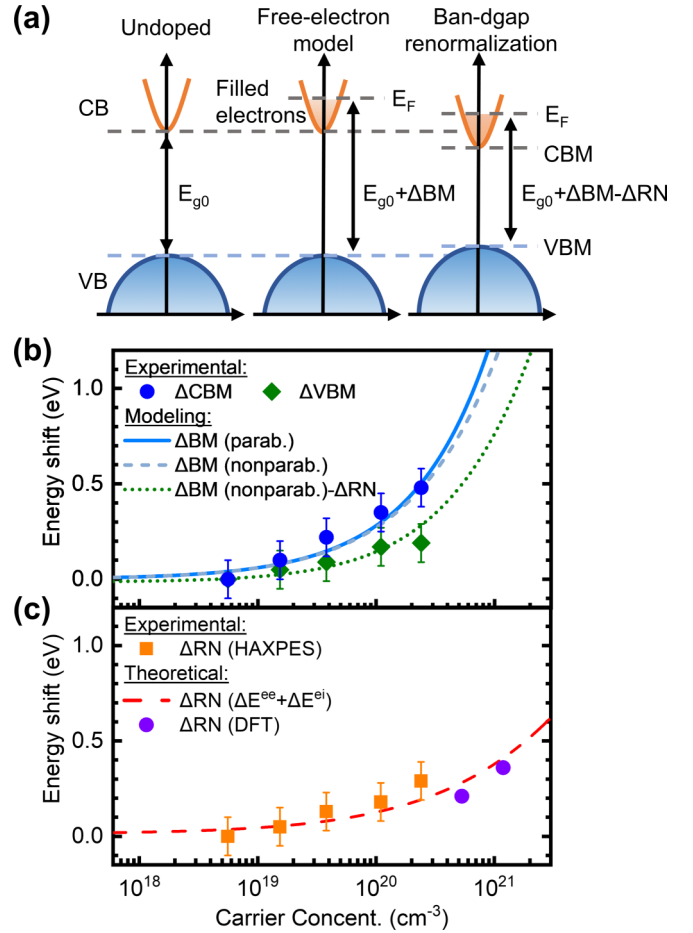 (a)
Undoped
Free-electron
model
Ban-dgap
renormalization
CB
Filled
electrons
E_F
E_F
CBM
E_g0
E_g0+ΔBM
E_g0+ΔBM-ΔRN
VBM
VB
(b)
1.0
0.5
0.0
Energy shift (eV)
Experimental:
ΔCBM ΔVBM
Modeling:
ΔBM (parab.)
ΔBM (nonparab.)
ΔBM (nonparab.)-ΔRN
(c)
1.0
0.5
0.0
Energy shift (eV)
Experimental:
ΔRN (HAXPES)
Theoretical:
ΔRN (ΔE^ee+ΔE^ei)
ΔRN (DFT)
10^18 10^19 10^20 10^21
Carrier Concent. (cm^-3)